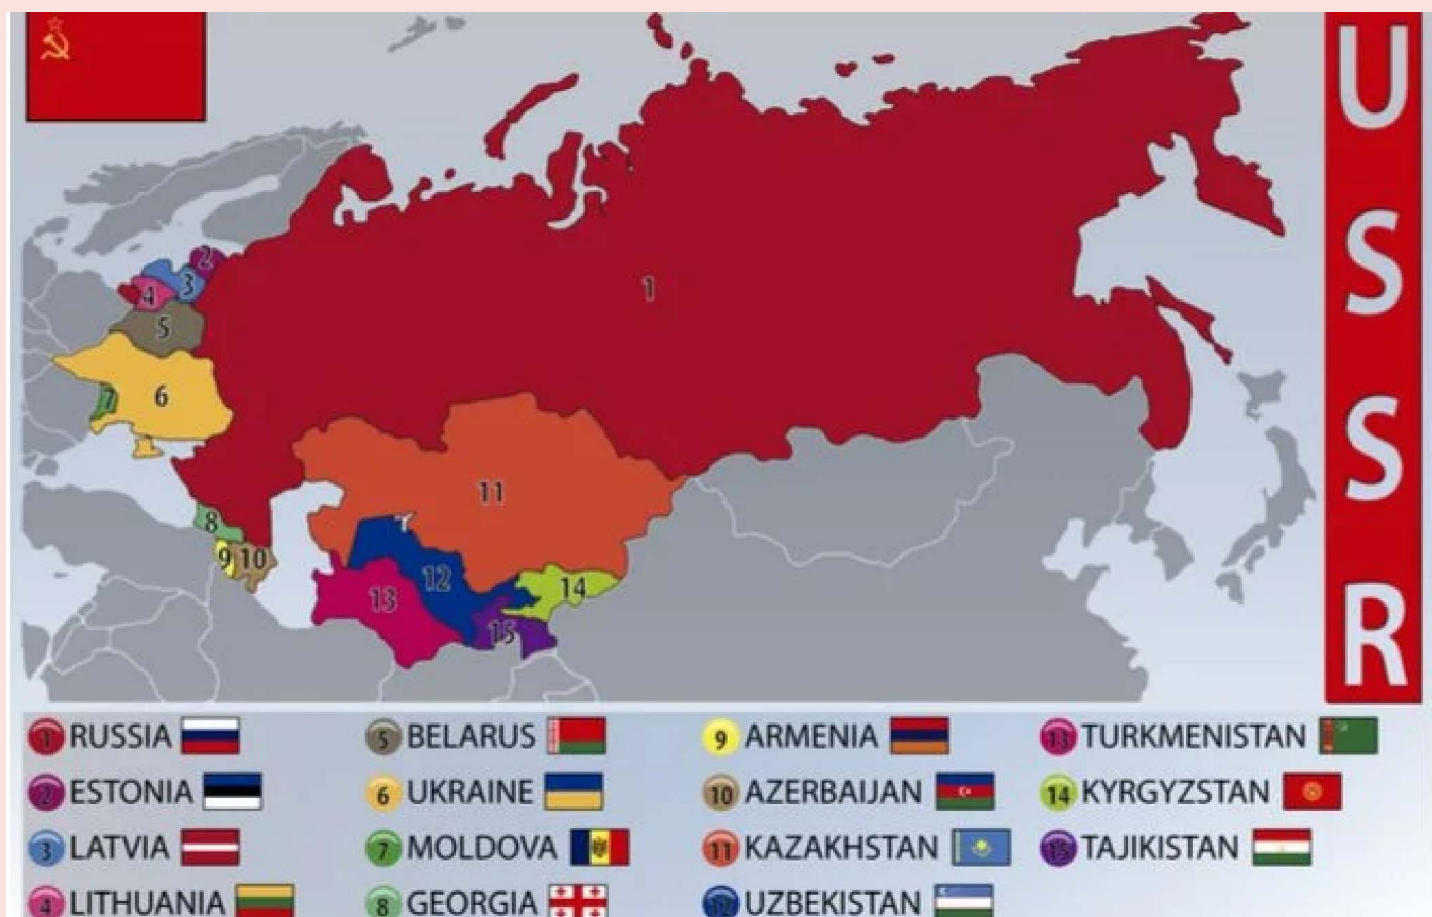 U
S
S
R
1
2
3
4
5
6
7
8
9
10
11
12
13
14
15
1 RUSSIA
2 ESTONIA
3 LATVIA
4 LITHUANIA
5 BELARUS
6 UKRAINE
7 MOLDOVA
8 GEORGIA
9 ARMENIA
10 AZERBAIJAN
11 KAZAKHSTAN
12 UZBEKISTAN
13 TURKMENISTAN
14 KYRGYZSTAN
15 TAJIKISTAN